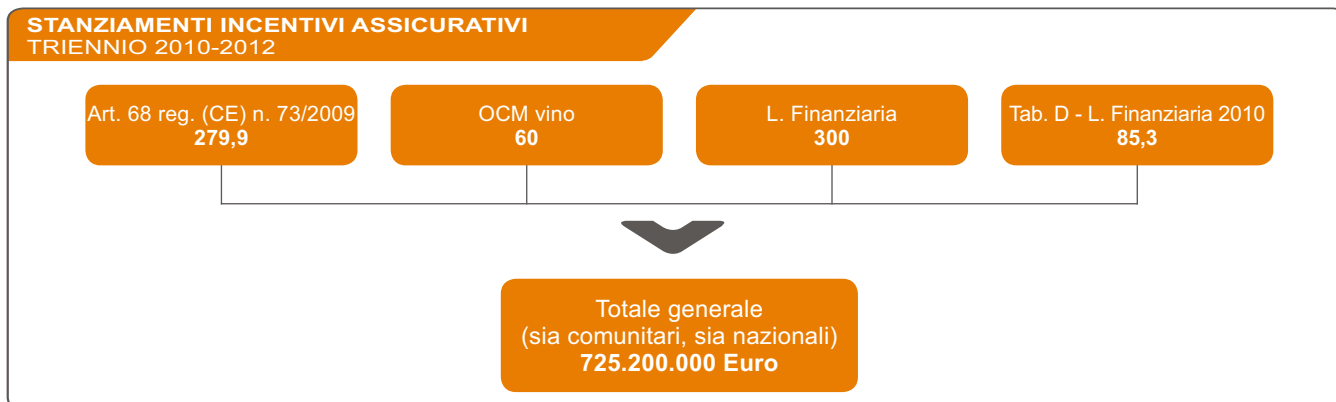 STANZIAMENTI INCENTIVI ASSICURATIVI
TRIENNIO 2010-2012
Art. 68 reg. (CE) n. 73/2009
279,9
OCM vino
60
L. Finanziaria
300
Tab. D - L. Finanziaria 2010
85,3
Totale generale
(sia comunitari, sia nazionali)
725.200.000 Euro